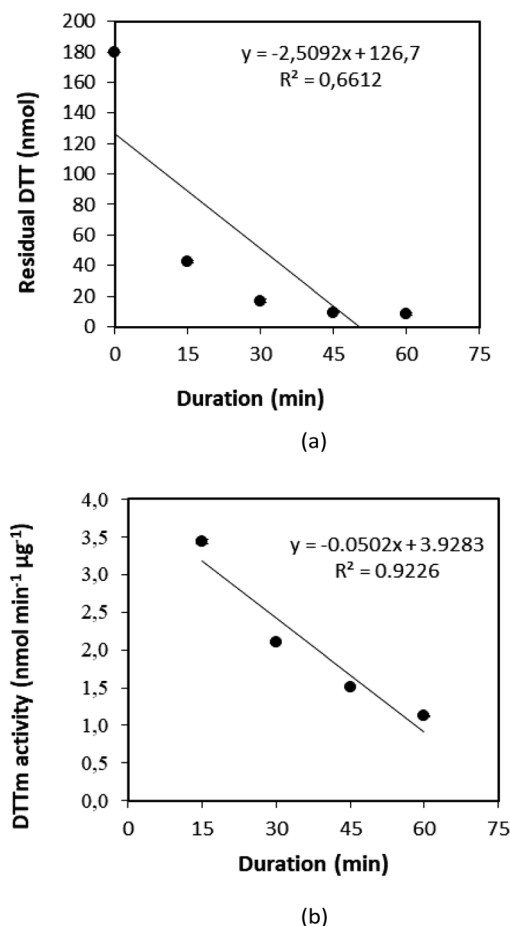 180
160
140
120
100
80
60
40
20
0
y = -2,5092x + 126,7
R² = 0,6612
Residual DTT (nmol)
0 15 30 45 60 75
Duration (min)
(a)
4,0
3,5
3,0
2,5
2,0
1,5
1,0
0,5
0,0
y = -0.0502x + 3.9283
R² = 0.9226
DTTm activity (nmol min⁻¹ µg⁻¹)
0 15 30 45 60 75
Duration (min)
(b)
200